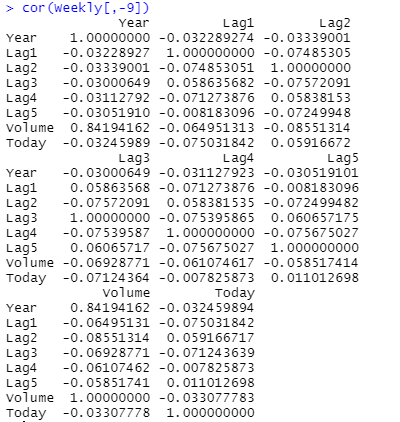 > cor(weekly[,-9])
              Year         Lag1        Lag2
Year    1.00000000 -0.032289274 -0.03339001
Lag1   -0.03228927  1.000000000 -0.07485305
Lag2   -0.03339001 -0.074853051  1.00000000
Lag3   -0.03000649  0.058635682 -0.07572091
Lag4   -0.03112792 -0.071273876  0.05838153
Lag5   -0.03051910 -0.008183096 -0.07249948
Volume  0.84194162 -0.064951313 -0.08551314
Today  -0.03245989 -0.075031842  0.05916672
              Lag3         Lag4         Lag5
Year   -0.03000649 -0.031127923 -0.030519101
Lag1    0.05863568 -0.071273876 -0.008183096
Lag2   -0.07572091  0.058381535 -0.072499482
Lag3    1.00000000 -0.075395865  0.060657175
Lag4   -0.07539587  1.000000000 -0.075675027
Lag5    0.06065717 -0.075675027  1.000000000
Volume -0.06928771 -0.061074617 -0.058517414
Today  -0.07124364 -0.007825873  0.011012698
            Volume        Today
Year    0.84194162 -0.032459894
Lag1   -0.06495131 -0.075031842
Lag2   -0.08551314  0.059166717
Lag3   -0.06928771 -0.071243639
Lag4   -0.06107462 -0.007825873
Lag5   -0.05851741  0.011012698
Volume  1.00000000 -0.033077783
Today  -0.03307778  1.000000000